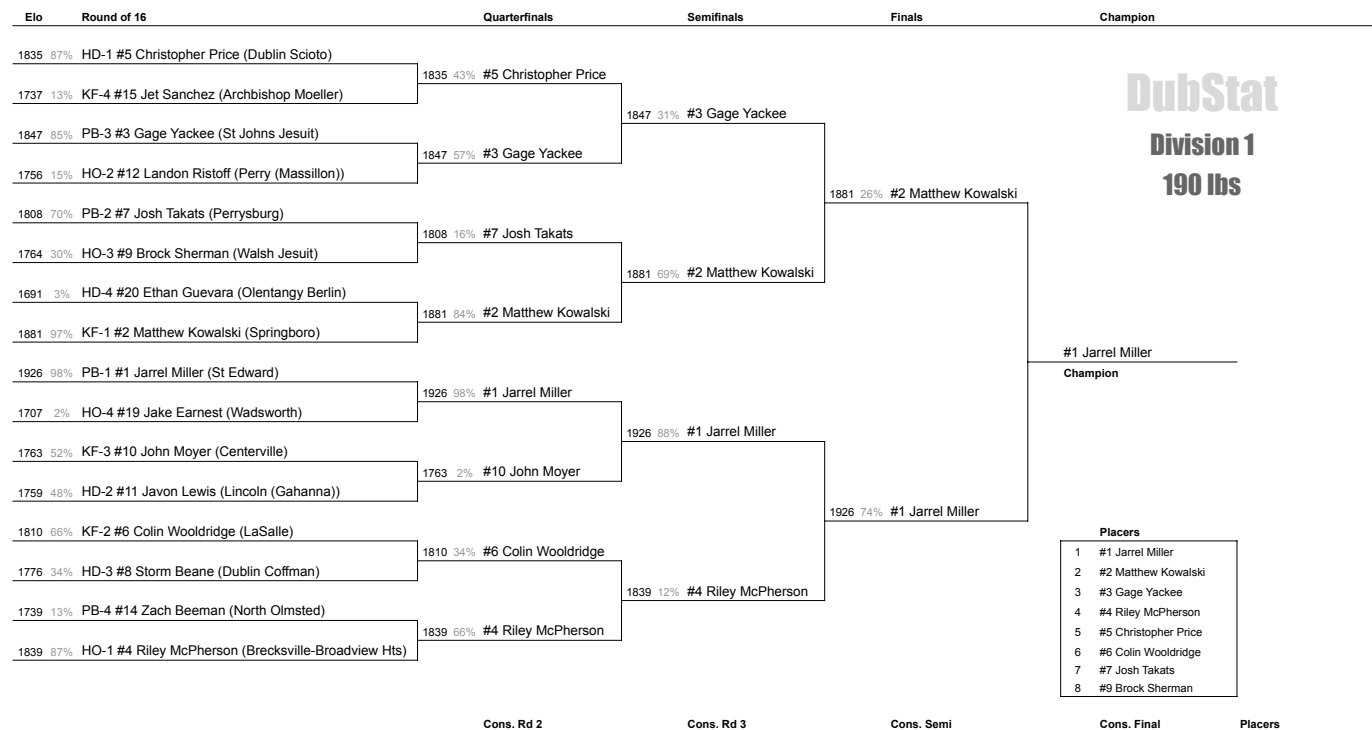 Elo Round of 16 Quarterfinals Semifinals Finals Champion
1835 87% HD-1 #5 Christopher Price (Dublin Scioto)
1835 43% #5 Christopher Price
1737 13% KF-4 #15 Jet Sanchez (Archbishop Moeller)
DubStat
1847 31% #3 Gage Yackee
1847 85% PB-3 #3 Gage Yackee (St Johns Jesuit)
Division 1
1847 57% #3 Gage Yackee
1756 15% HO-2 #12 Landon Ristoff (Perry (Massillon))
190 lbs
1881 26% #2 Matthew Kowalski
1808 70% PB-2 #7 Josh Takats (Perrysburg)
1808 16% #7 Josh Takats
1764 30% HO-3 #9 Brock Sherman (Walsh Jesuit)
1881 69% #2 Matthew Kowalski
1691 3% HD-4 #20 Ethan Guevara (Olentangy Berlin)
1881 84% #2 Matthew Kowalski
1881 97% KF-1 #2 Matthew Kowalski (Springboro)
#1 Jarrel Miller
1926 98% PB-1 #1 Jarrel Miller (St Edward)
Champion
1926 98% #1 Jarrel Miller
1707 2% HO-4 #19 Jake Earnest (Wadsworth)
1926 88% #1 Jarrel Miller
1763 52% KF-3 #10 John Moyer (Centerville)
1763 2% #10 John Moyer
1759 48% HD-2 #11 Javon Lewis (Lincoln (Gahanna))
1926 74% #1 Jarrel Miller
1810 66% KF-2 #6 Colin Wooldridge (LaSalle)
Placers
1810 34% #6 Colin Wooldridge
1 #1 Jarrel Miller
1776 34% HD-3 #8 Storm Beane (Dublin Coffman)
2 #2 Matthew Kowalski
1839 12% #4 Riley McPherson
3 #3 Gage Yackee
1739 13% PB-4 #14 Zach Beeman (North Olmsted)
4 #4 Riley McPherson
1839 66% #4 Riley McPherson
5 #5 Christopher Price
1839 87% HO-1 #4 Riley McPherson (Brecksville-Broadview Hts)
6 #6 Colin Wooldridge
7 #7 Josh Takats
8 #9 Brock Sherman
Cons. Rd 2 Cons. Rd 3 Cons. Semi Cons. Final Placers